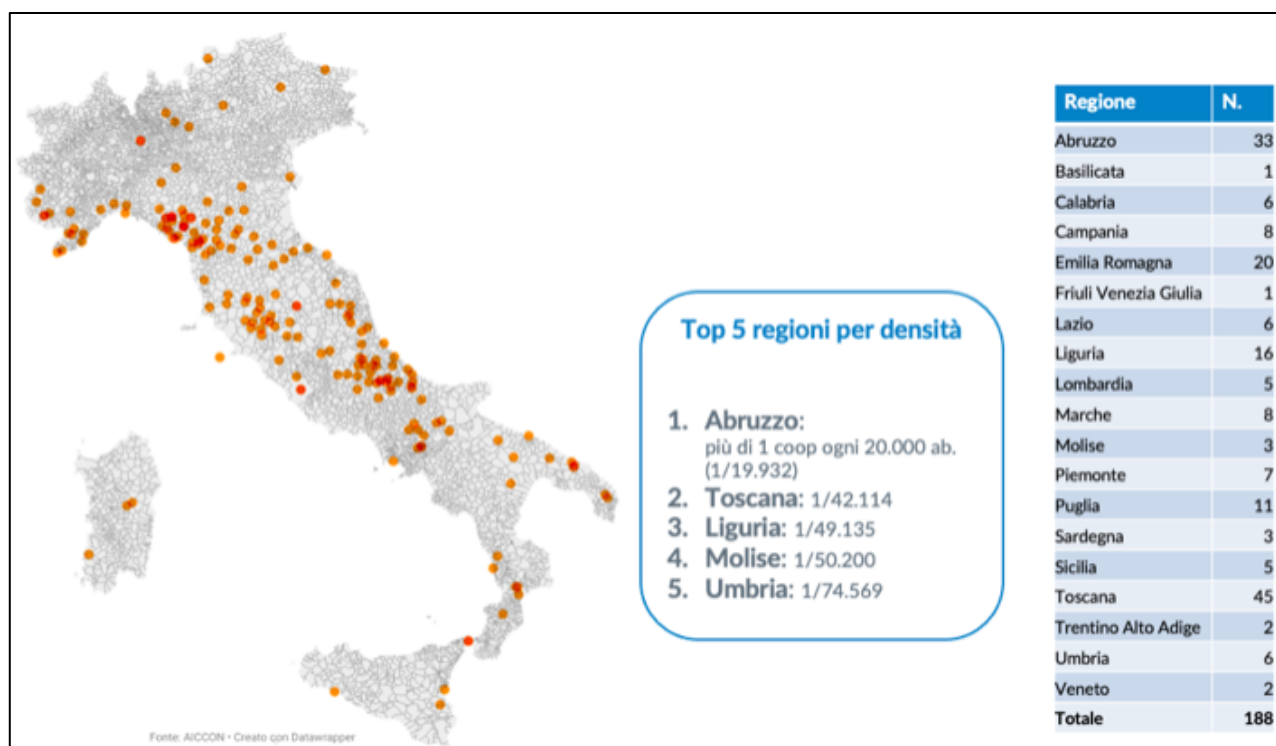 Top 5 regioni per densità
1. Abruzzo:
più di 1 coop ogni 20.000 ab.
(1/19.932)
2. Toscana: 1/42.114
3. Liguria: 1/49.135
4. Molise: 1/50.200
5. Umbria: 1/74.569
Regione N.
Abruzzo 33
Basilicata 1
Calabria 6
Campania 8
Emilia Romagna 20
Friuli Venezia Giulia 1
Lazio 6
Liguria 16
Lombardia 5
Marche 8
Molise 3
Piemonte 7
Puglia 11
Sardegna 3
Sicilia 5
Toscana 45
Trentino Alto Adige 2
Umbria 6
Veneto 2
Totale 188
Fonte: AICCON • Creato con Datawrapper